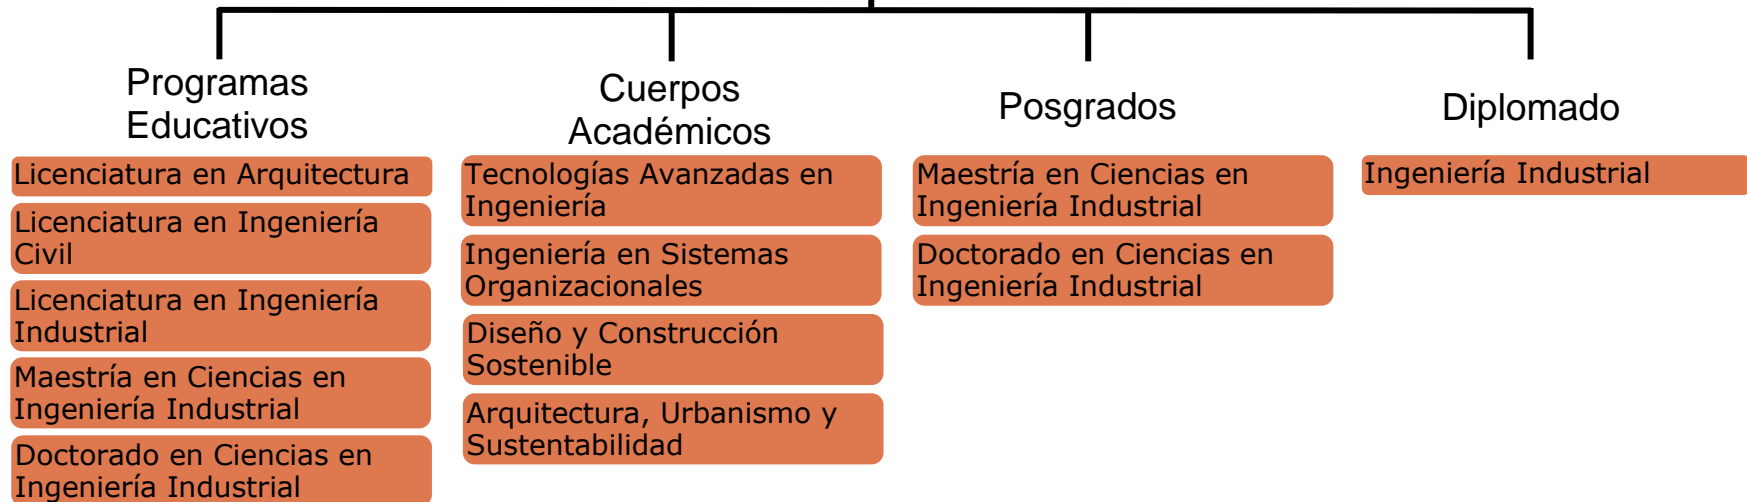 Programas
Educativos
Licenciatura en Arquitectura
Licenciatura en Ingeniería
Civil
Licenciatura en Ingeniería
Industrial
Maestría en Ciencias en
Ingeniería Industrial
Doctorado en Ciencias en
Ingeniería Industrial
Cuerpos
Académicos
Tecnologías Avanzadas en
Ingeniería
Ingeniería en Sistemas
Organizacionales
Diseño y Construcción
Sostenible
Arquitectura, Urbanismo y
Sustentabilidad
Posgrados
Maestría en Ciencias en
Ingeniería Industrial
Doctorado en Ciencias en
Ingeniería Industrial
Diplomado
Ingeniería Industrial